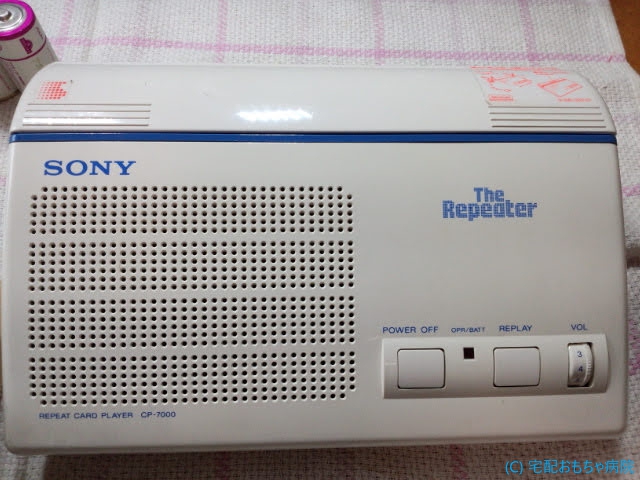 SONY
The
Repeater
POWER OFF
OPR/BATT
REPLAY
VOL
3
4
REPEAT CARD PLAYER CP-7000
(C) 宅配おもちゃ病院